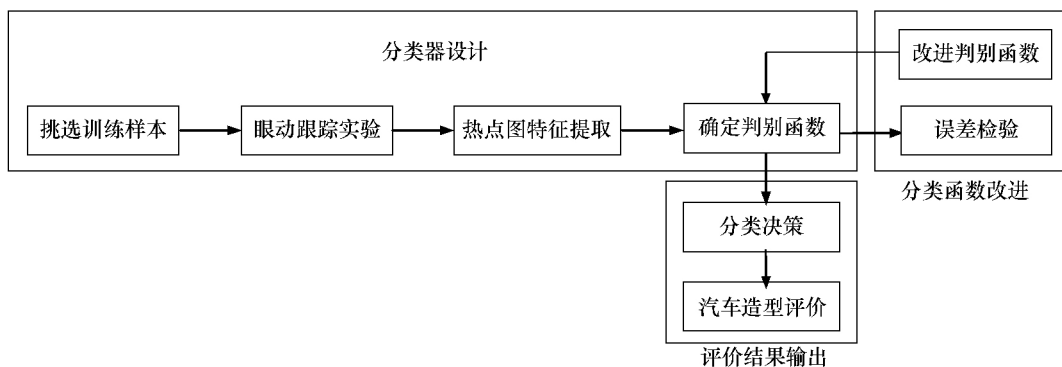 分类器设计
改进判别函数
挑选训练样本
眼动跟踪实验
热点图特征提取
确定判别函数
误差检验
分类函数改进
分类决策
汽车造型评价
评价结果输出